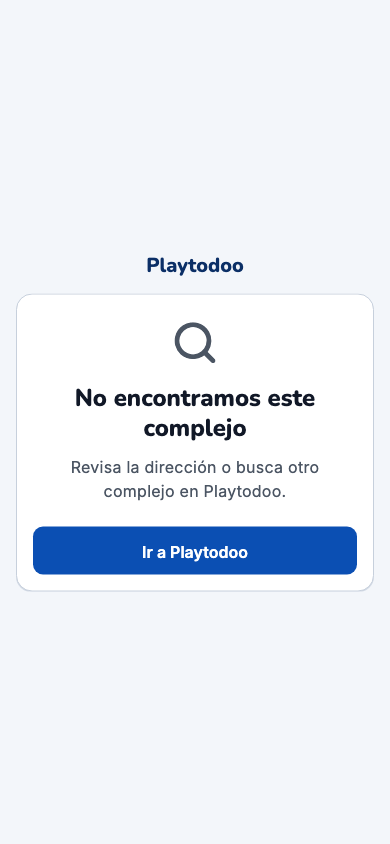 Playtodoo
No encontramos este
complejo
Revisa la dirección o busca otro
complejo en Playtodoo.
Ir a Playtodoo